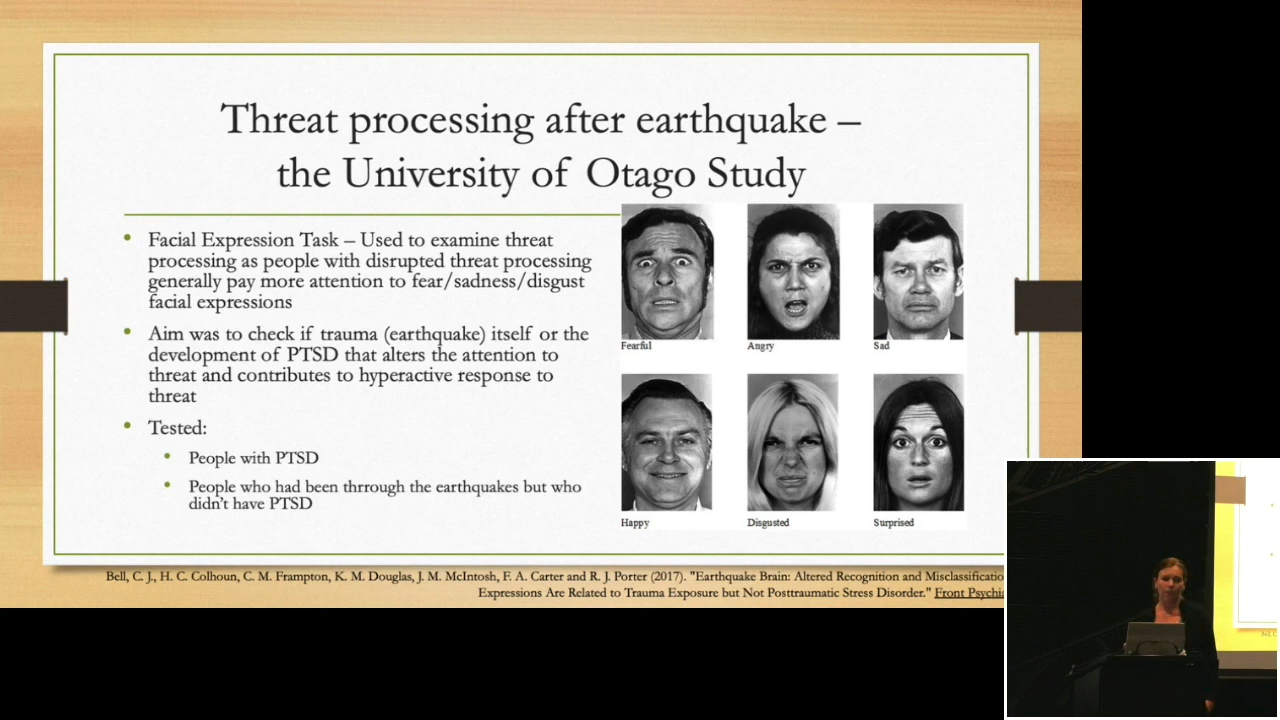 Threat processing after earthquake –
the University of Otago Study
Facial Expression Task – Used to examine threat
processing as people with disrupted threat processing
generally pay more attention to fear/sadness/disgust
facial expressions
Aim was to check if trauma (earthquake) itself or the
development of PTSD that alters the attention to
threat and contributes to hyperactive response to
threat
Tested:
People with PTSD
People who had been thrrough the earthquakes but who
didn't have PTSD
Fearful
Angry
Sad
Happy
Disgusted
Surprised
Bell, C. J., H. C. Colhoun, C. M. Frampton, K. M. Douglas, J. M. McIntosh, F. A. Carter and R. J. Porter (2017). "Earthquake Brain: Altered Recognition and Misclassificatio
Expressions Are Related to Trauma Exposure but Not Posttraumatic Stress Disorder." Front Psychia